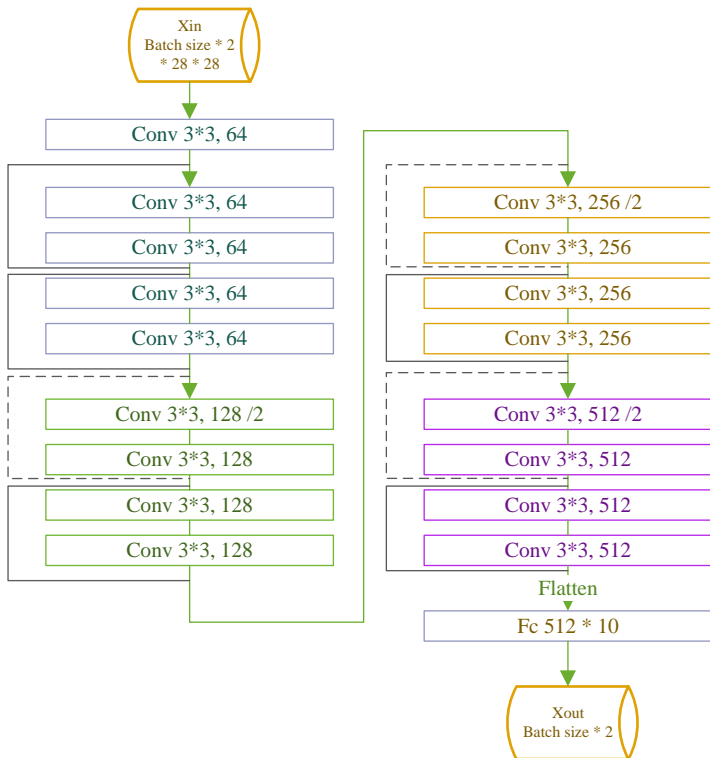 Xin
Batch size * 2
* 28 * 28
Conv 3*3, 64
Conv 3*3, 64
Conv 3*3, 64
Conv 3*3, 64
Conv 3*3, 64
Conv 3*3, 128 /2
Conv 3*3, 128
Conv 3*3, 128
Conv 3*3, 128
Conv 3*3, 256 /2
Conv 3*3, 256
Conv 3*3, 256
Conv 3*3, 256
Conv 3*3, 512 /2
Conv 3*3, 512
Conv 3*3, 512
Conv 3*3, 512
Flatten
Fc 512 * 10
Xout
Batch size * 2